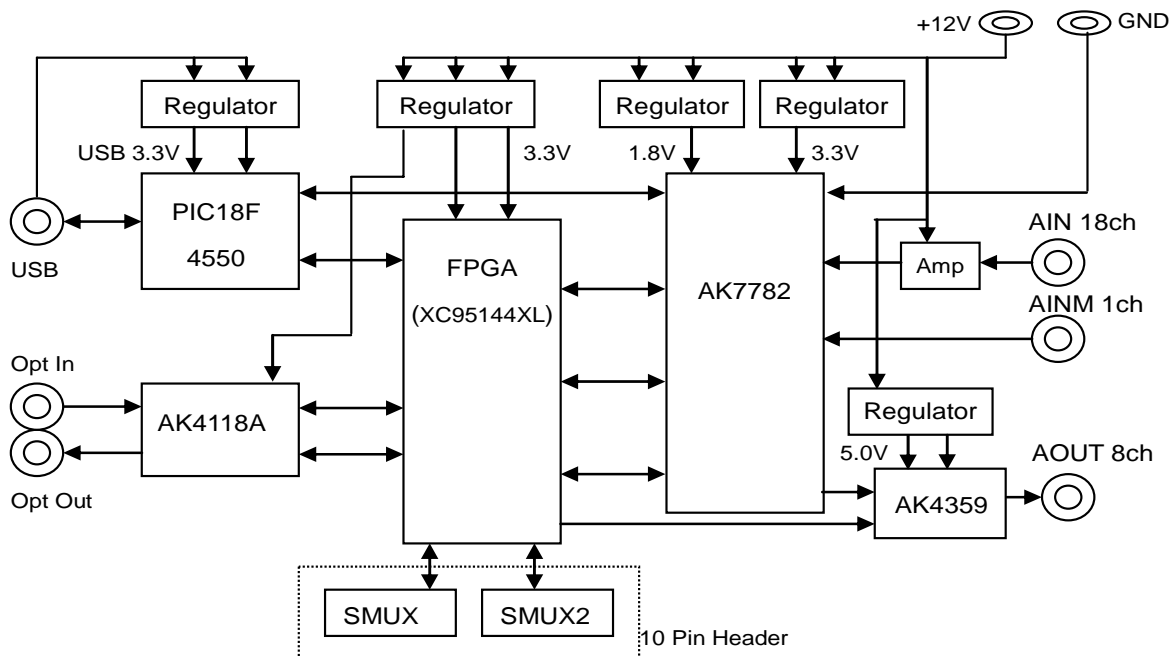 +12V
GND
Regulator
Regulator
Regulator
Regulator
USB 3.3V
3.3V
1.8V
3.3V
PIC18F
4550
USB
FPGA
(XC95144XL)
AK7782
Amp
AIN 18ch
AINM 1ch
Opt In
AK4118A
Opt Out
Regulator
5.0V
AK4359
AOUT 8ch
SMUX
SMUX2
10 Pin Header